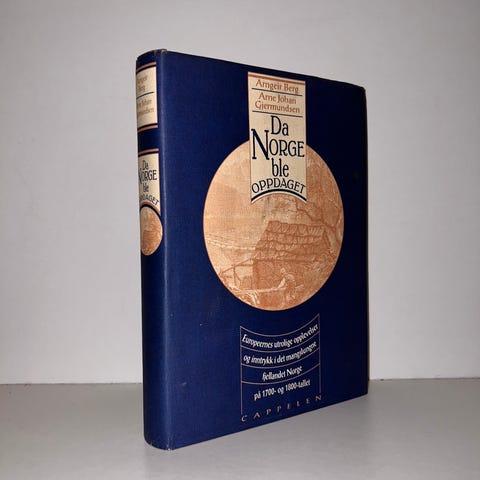 Arngeir Berg
Arne Johan
Gjermundsen
Da
NORGE
ble
OPPDAGET
Arngeir
Berg
Arne Johan
Gjermundsen
Da
NORGE
ble
OPPDAGET
Europeernes utrolige opplevelser
og inntrykk i det mangslungne
fjellandet Norge
på 1700- og 1800-tallet
CAPPELEN